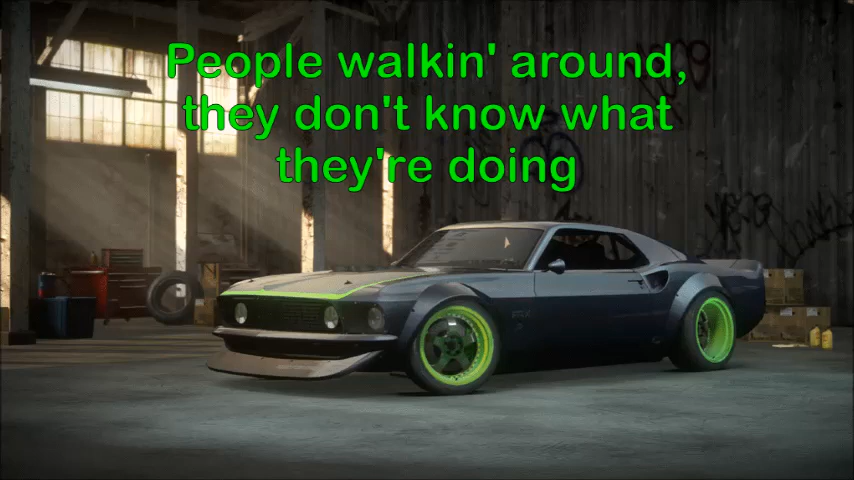 People walkin' around,
they don't know what
they're doing